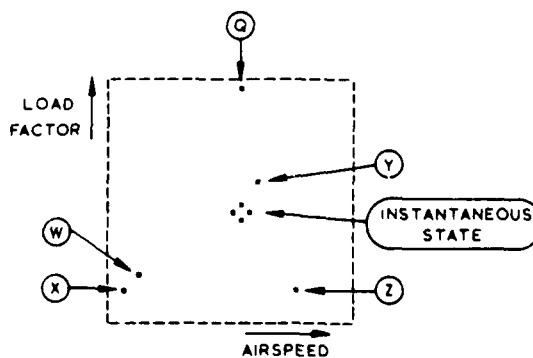 Q
LOAD
FACTOR
Y
INSTANTANEOUS
STATE
W
X
Z
AIRSPEED